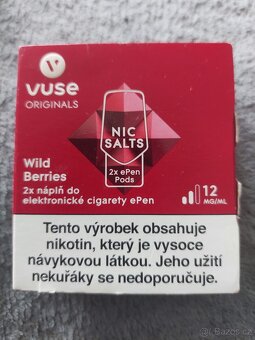 vuse
ORIGINALS
NIC
SALTS
2x ePen
Pods
Wild
Berries
2x náplň do
elektronické cigarety ePen
12
MG/ML
Tento výrobek obsahuje
nikotin, který je vysoce
návykovou látkou. Jeho užití
nekuřáky se nedoporučuje.